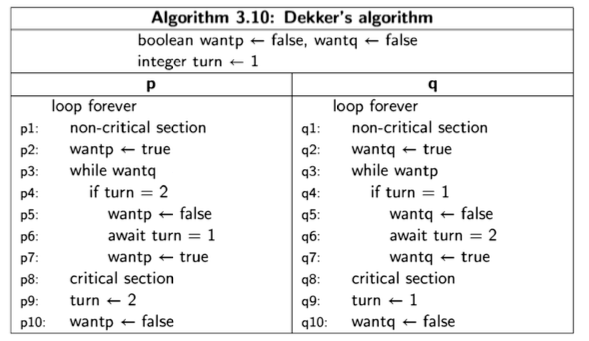 Algorithm 3.10: Dekker's algorithm
boolean wantp ← false, wantq ← false
integer turn ← 1
p
q
loop forever
loop forever
p1: non-critical section
q1: non-critical section
p2: wantp ← true
q2: wantq ← true
p3: while wantq
q3: while wantp
p4: if turn = 2
q4: if turn = 1
p5: wantp ← false
q5: wantq ← false
p6: await turn = 1
q6: await turn = 2
p7: wantp ← true
q7: wantq ← true
p8: critical section
q8: critical section
p9: turn ← 2
q9: turn ← 1
p10: wantp ← false
q10: wantq ← false